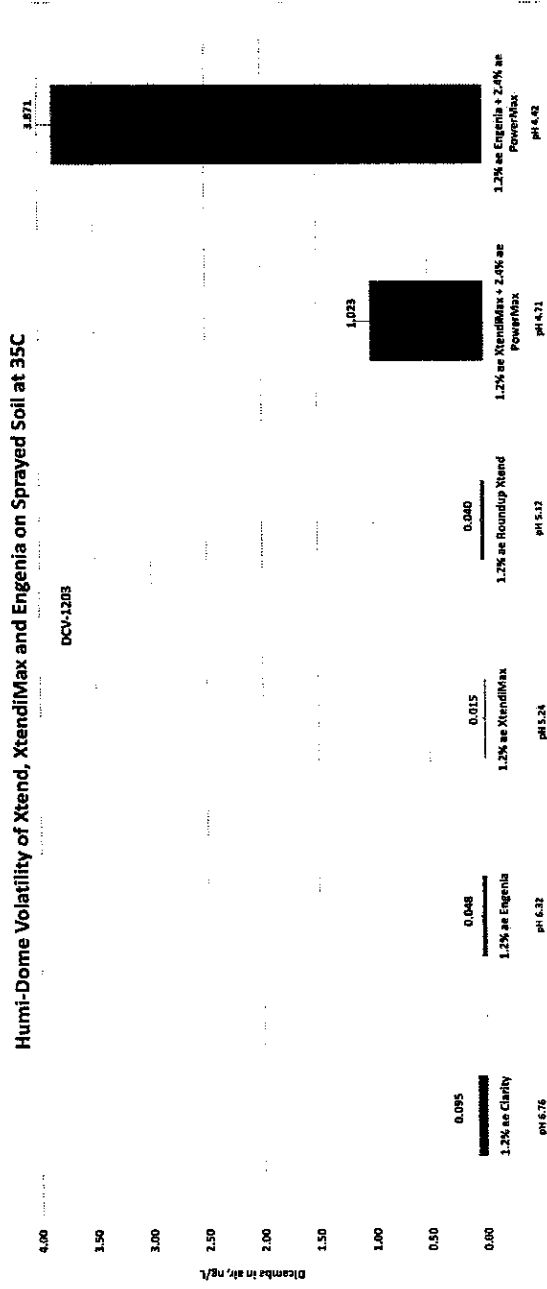 Humi-Dome Volatility of Xtend, XtendiMax and Engenia on Sprayed Soil at 35C
DCV-1203
Dicamba in air, ng/L
4.00
3.50
3.00
2.50
2.00
1.50
1.00
0.50
0.00
0.095
0.048
0.015
0.040
1.023
3.871
1.2% ae Clarity
pH 6.76
1.2% ae Engenia
pH 6.32
1.2% ae XtendiMax
pH 5.24
1.2% ae Roundup Xtend
pH 5.12
1.2% ae XtendiMax + 2.4% ae
PowerMax
pH 4.71
1.2% ae Engenia + 2.4% ae
PowerMax
pH 4.42